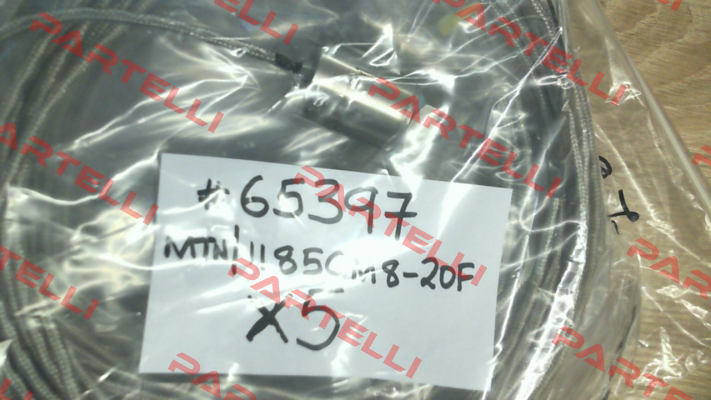 #65397
MTN/1185CM8-20F
x5
PARTELLI